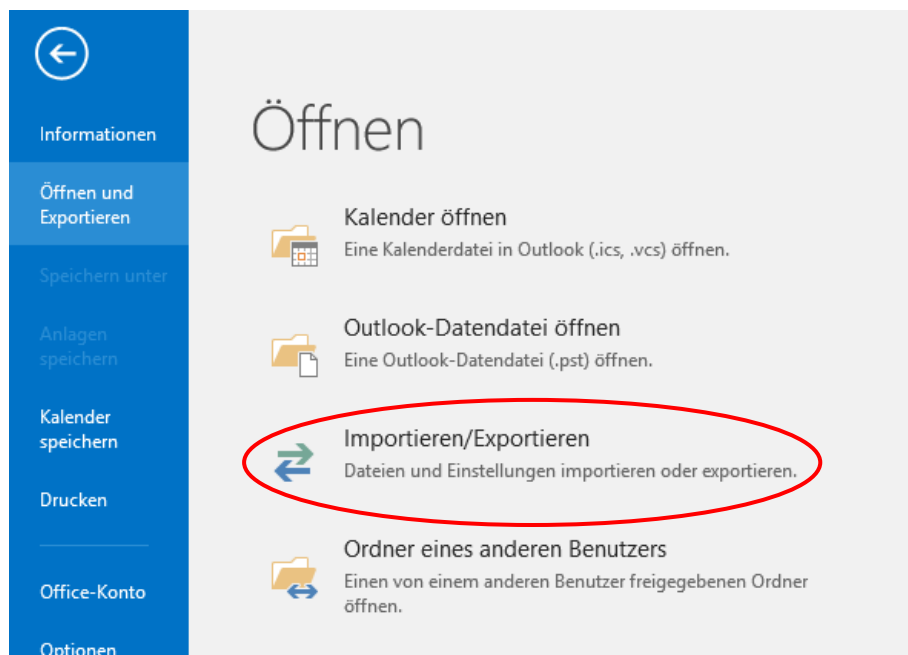 Informationen
Öffnen und
Exportieren
Speichern unter
Anlagen
speichern
Kalender
speichern
Drucken
Office-Konto
Optionen
Öffnen
Kalender öffnen
Eine Kalenderdatei in Outlook (.ics, .vcs) öffnen.
Outlook-Datendatei öffnen
Eine Outlook-Datendatei (.pst) öffnen.
Importieren/Exportieren
Dateien und Einstellungen importieren oder exportieren.
Ordner eines anderen Benutzers
Einen von einem anderen Benutzer freigegebenen Ordner
öffnen.